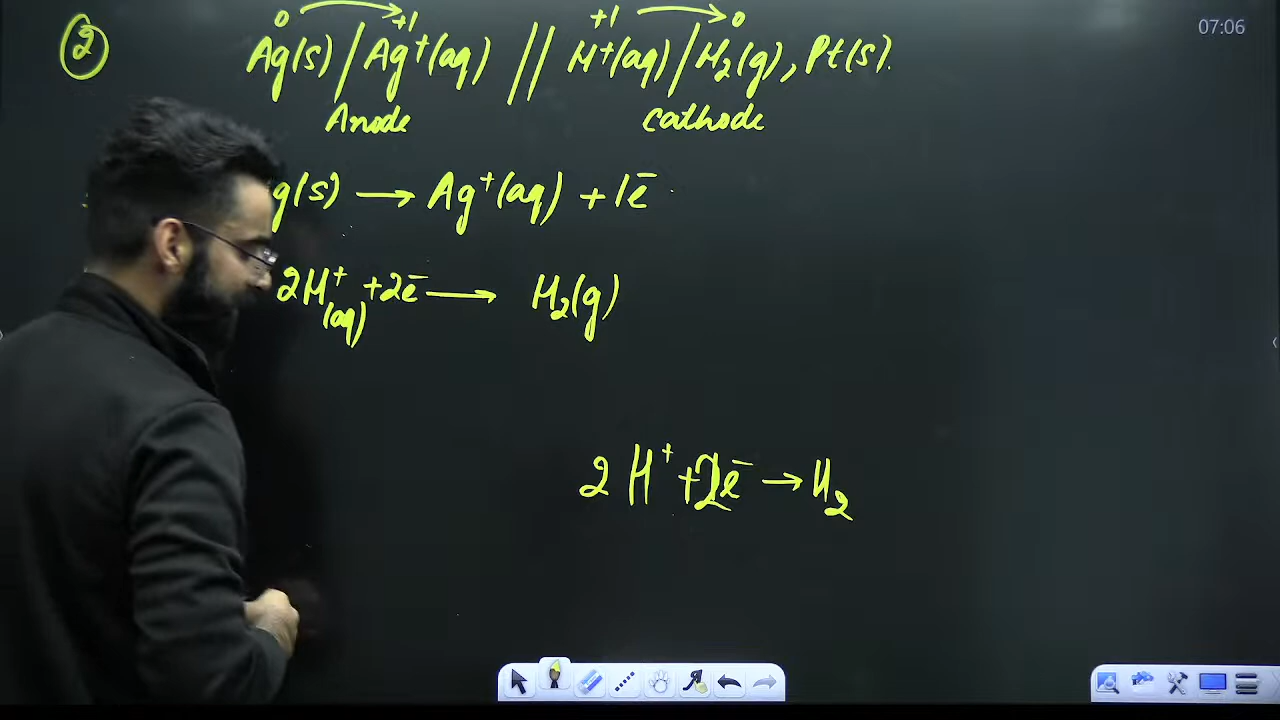 07:06
②
0 +1 +1 0
Ag(s) / Ag⁺(aq) // H⁺(aq) / H₂(g), Pt(s).
Anode cathode
g(s) → Ag⁺(aq) + 1e⁻
2H⁺(aq) + 2e⁻ → H₂(g)
2H⁺ + 2e⁻ → H₂